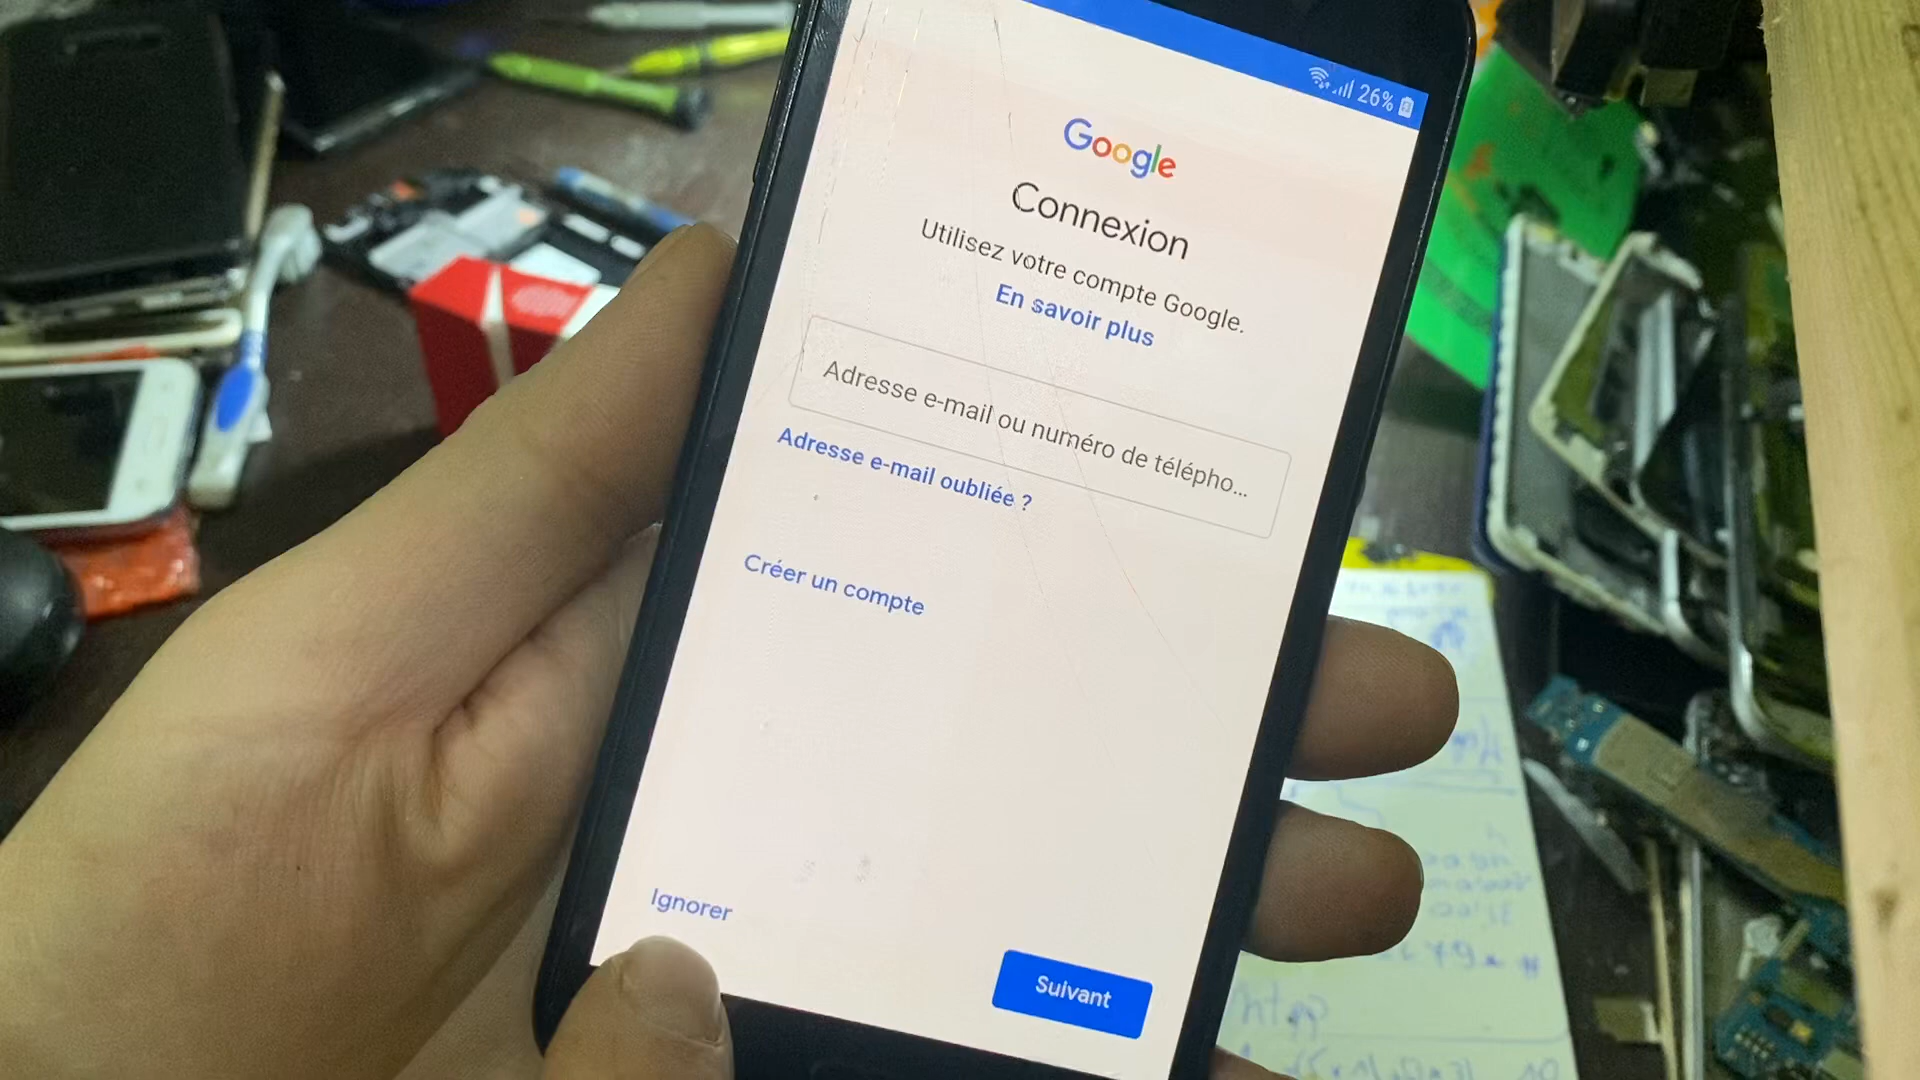 26%
Google
Connexion
Utilisez votre compte Google.
En savoir plus
Adresse e-mail ou numéro de télépho...
Adresse e-mail oubliée ?
Créer un compte
Ignorer
Suivant